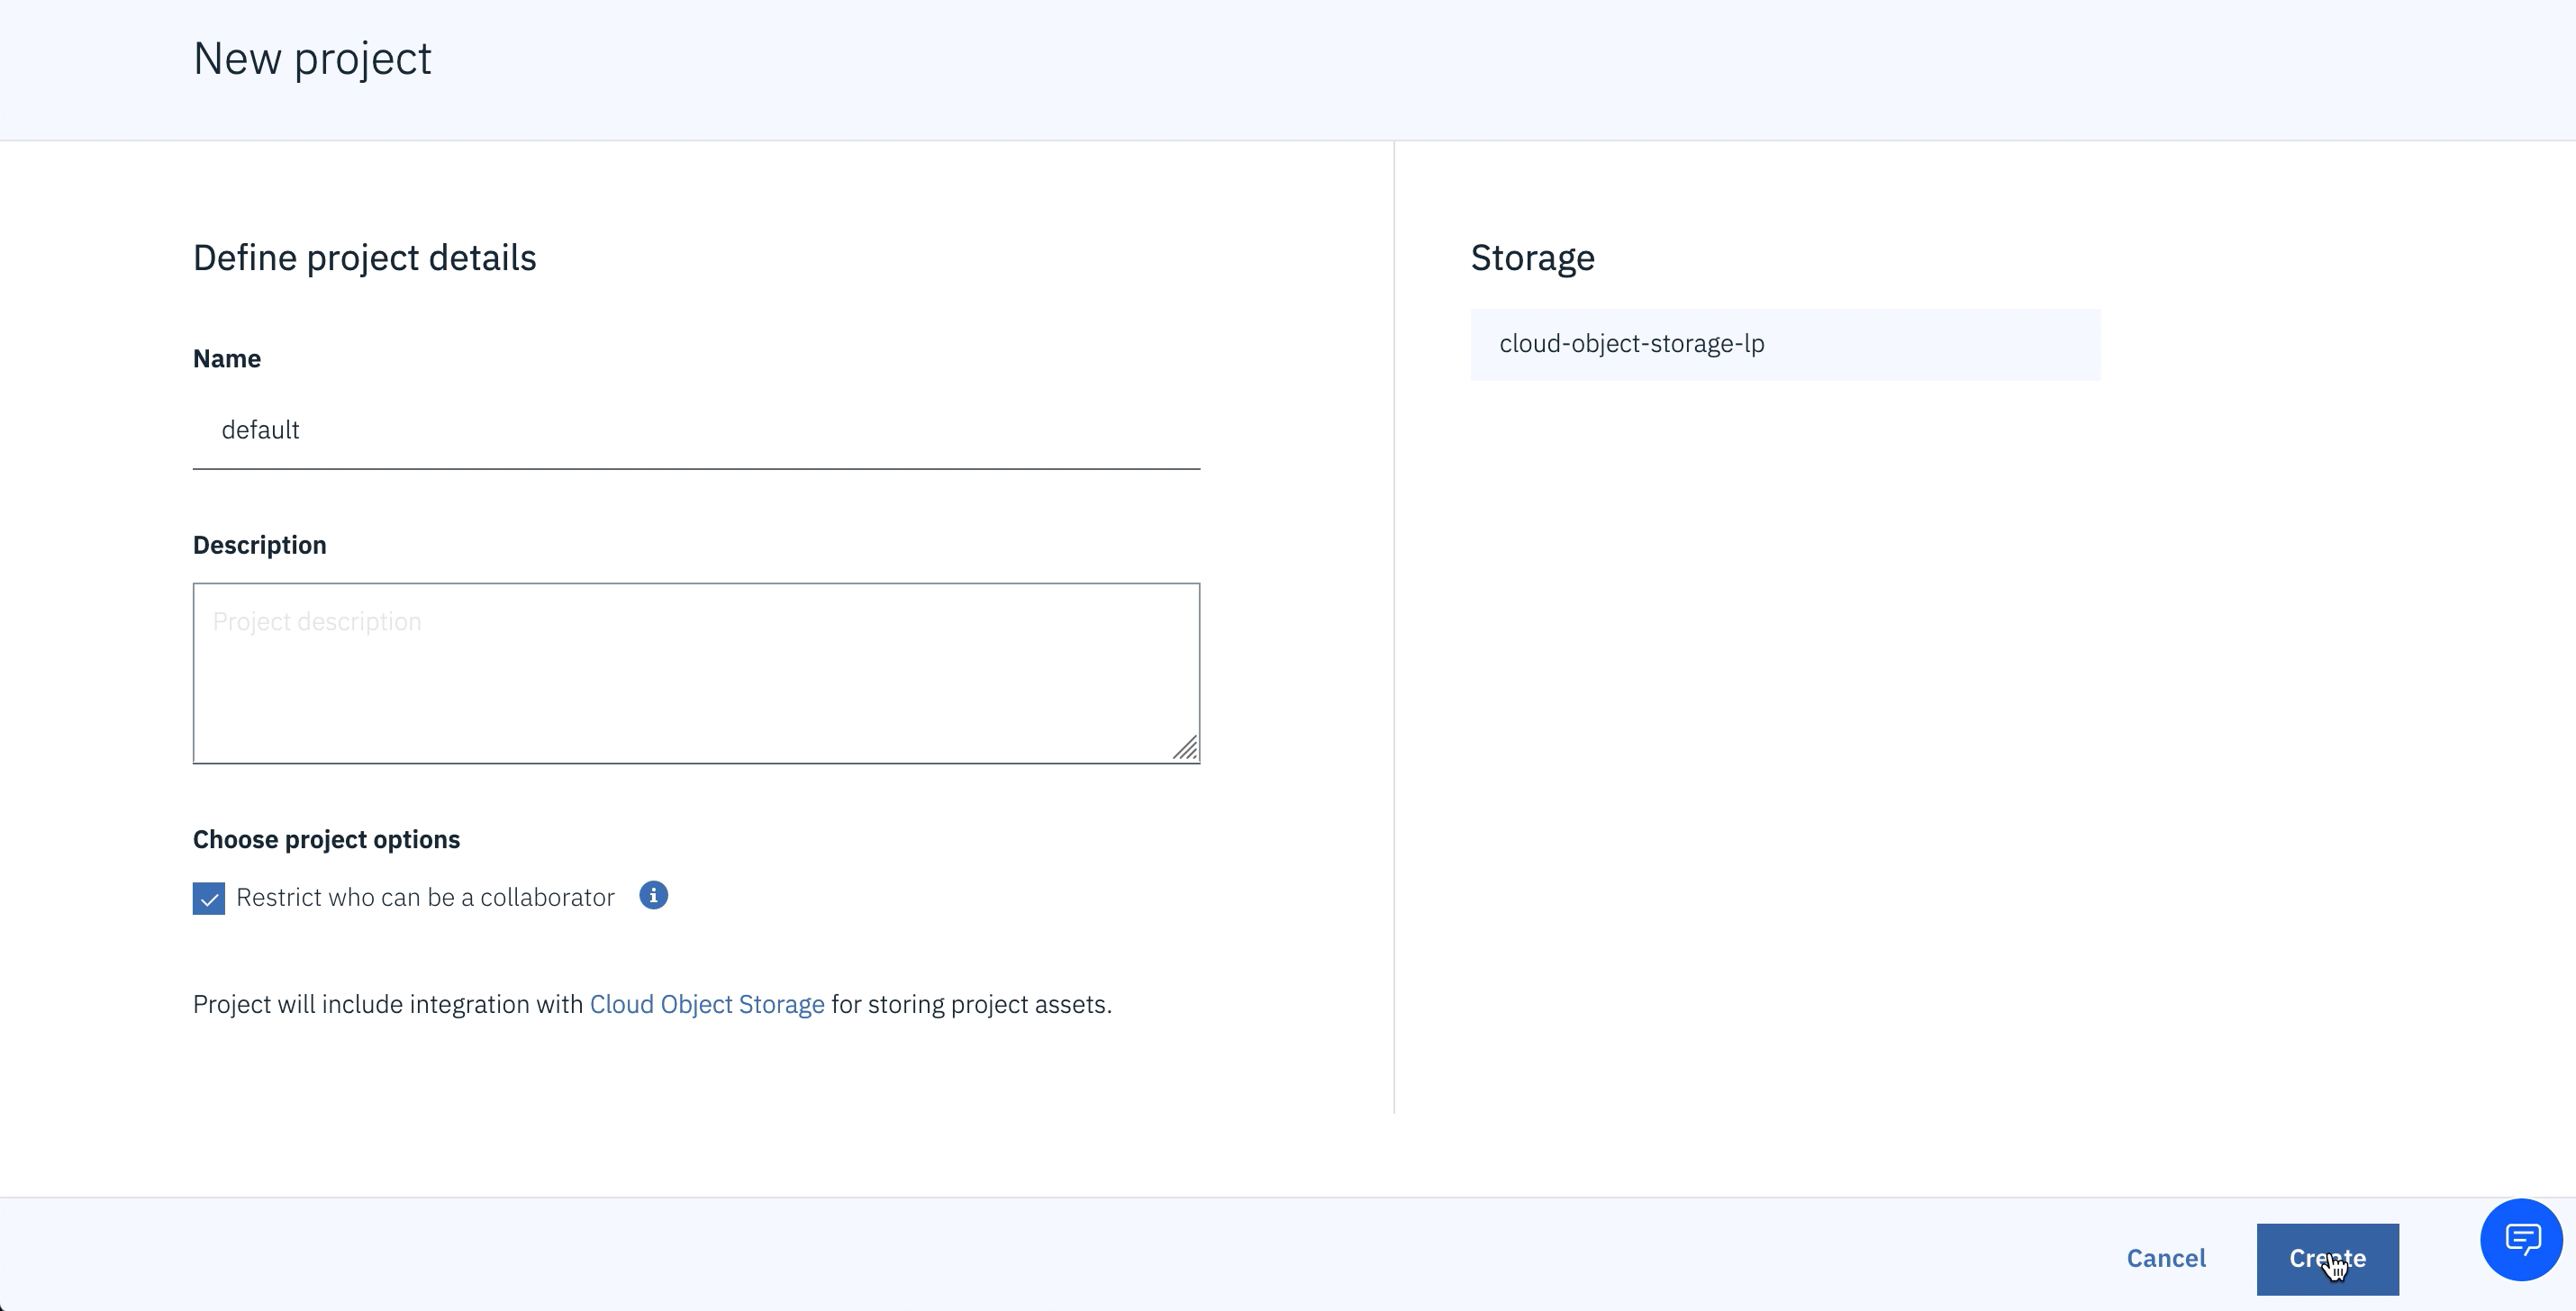 New project
Define project details
Name
default
Description
Project description
Choose project options
Restrict who can be a collaborator
Project will include integration with Cloud Object Storage for storing project assets.
Storage
cloud-object-storage-lp
Cancel
Create